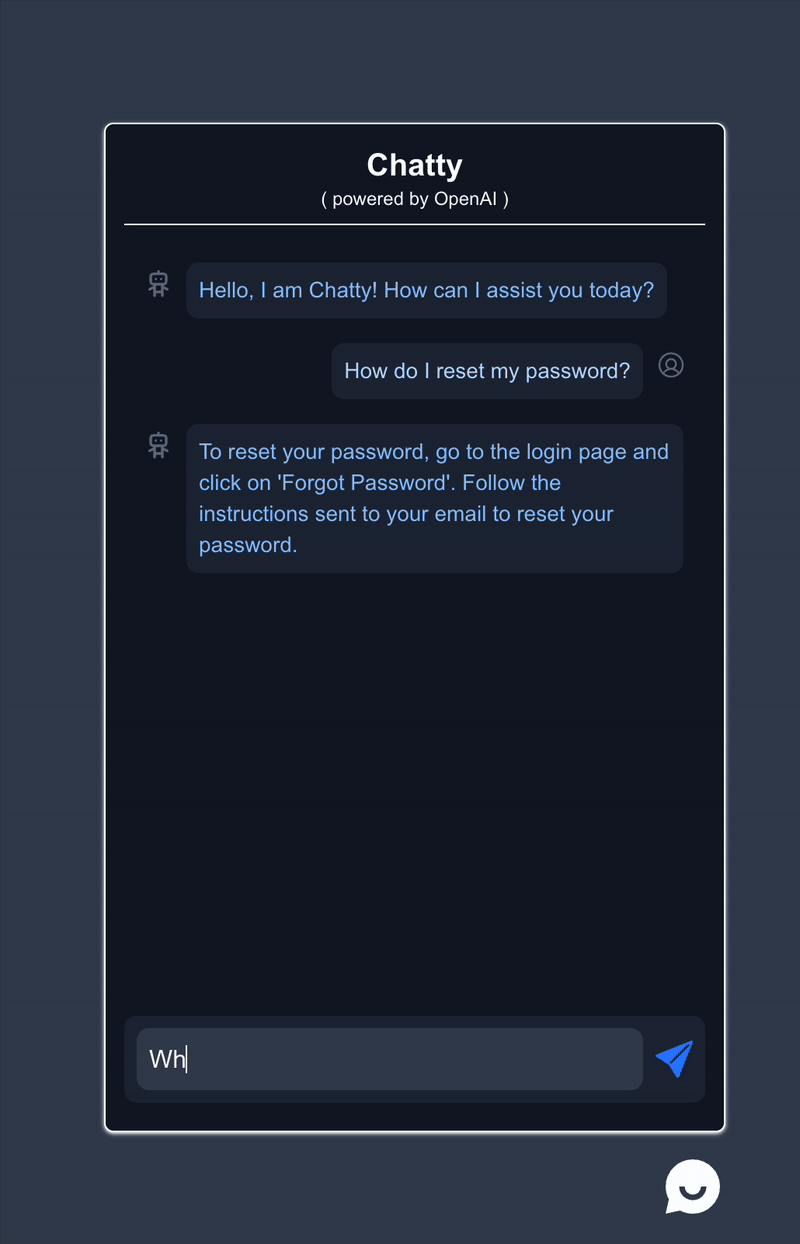 Chatty
( powered by OpenAI )
Hello, I am Chatty! How can I assist you today?
How do I reset my password?
To reset your password, go to the login page and
click on 'Forgot Password'. Follow the
instructions sent to your email to reset your
password.
Wh